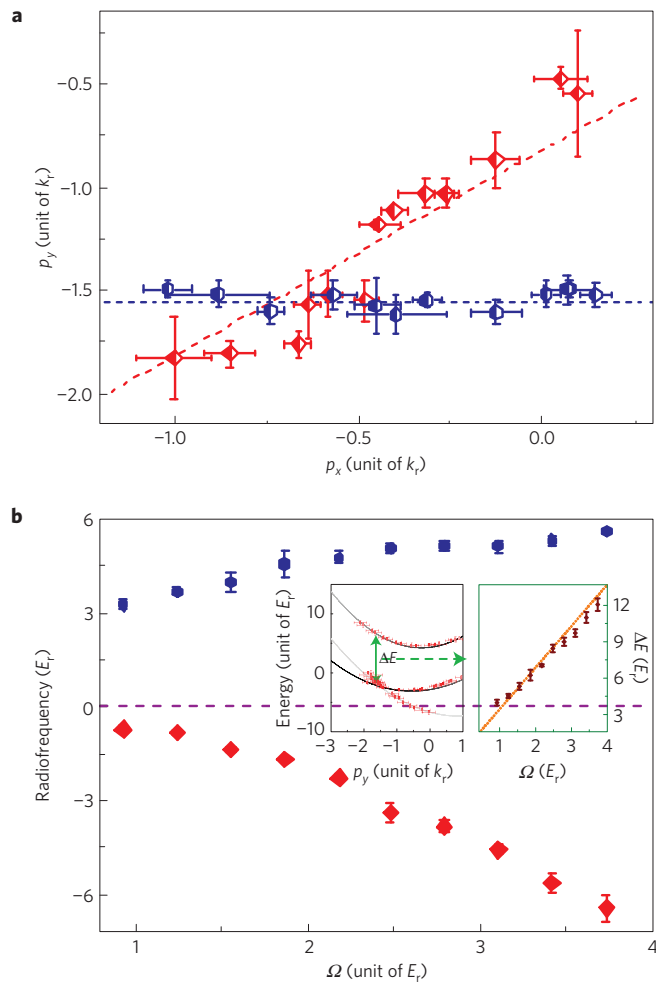 a
−0.5
−1.0
−1.5
−2.0
p_y (unit of k_r)
−1.0
−0.5
0.0
p_x (unit of k_r)
b
6
3
0
−3
−6
Radiofrequency (E_r)
1
2
3
4
Ω (unit of E_r)
10
0
−10
Energy (unit of E_r)
ΔE
−3
−2
−1
0
1
p_y (unit of k_r)
12
9
6
3
ΔE (E_r)
1
2
3
4
Ω (E_r)